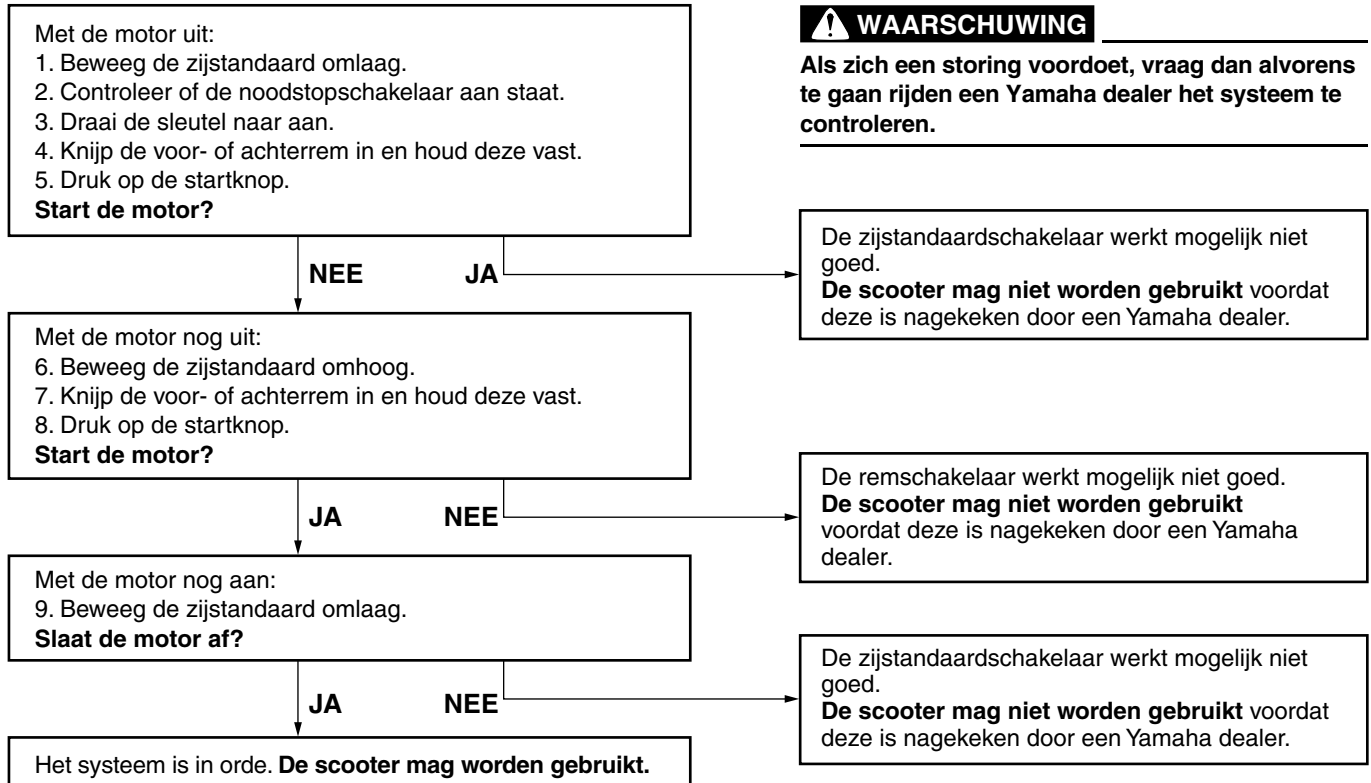 Met de motor uit:
1. Beweeg de zijstandaard omlaag.
2. Controleer of de noodstopschakelaar aan staat.
3. Draai de sleutel naar aan.
4. Knijp de voor- of achterrem in en houd deze vast.
5. Druk op de startknop.
Start de motor?
WAARSCHUWING
Als zich een storing voordoet, vraag dan alvorens
te gaan rijden een Yamaha dealer het systeem te
controleren.
NEE
JA
De zijstandaardschakelaar werkt mogelijk niet
goed.
De scooter mag niet worden gebruikt voordat
deze is nagekeken door een Yamaha dealer.
Met de motor nog uit:
6. Beweeg de zijstandaard omhoog.
7. Knijp de voor- of achterrem in en houd deze vast.
8. Druk op de startknop.
Start de motor?
JA
NEE
De remschakelaar werkt mogelijk niet goed.
De scooter mag niet worden gebruikt
voordat deze is nagekeken door een Yamaha
dealer.
Met de motor nog aan:
9. Beweeg de zijstandaard omlaag.
Slaat de motor af?
JA
NEE
De zijstandaardschakelaar werkt mogelijk niet
goed.
De scooter mag niet worden gebruikt voordat
deze is nagekeken door een Yamaha dealer.
Het systeem is in orde. De scooter mag worden gebruikt.